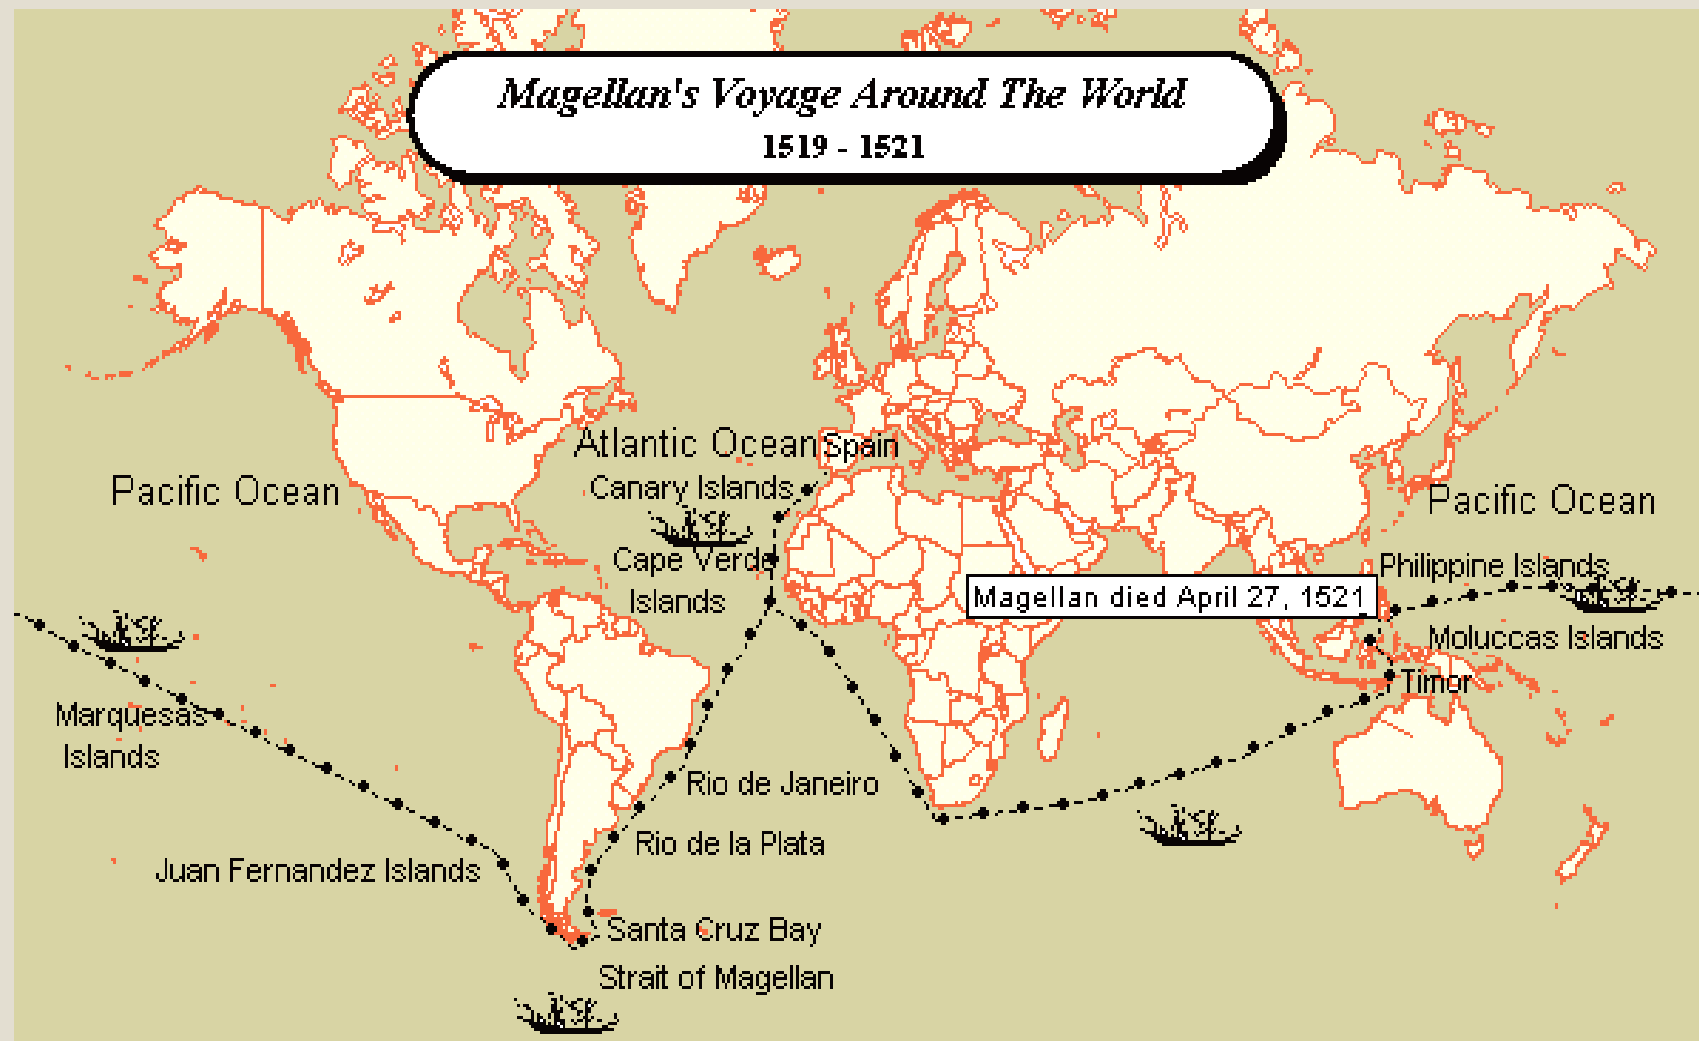 Magellan's Voyage Around The World
1519 - 1521
Atlantic Ocean
Spain
Pacific Ocean
Canary Islands
Pacific Ocean
Cape Verde
Islands
Philippine Islands
Magellan died April 27, 1521
Moluccas Islands
Timor
Marquesas
Islands
Rio de Janeiro
Rio de la Plata
Juan Fernandez Islands
Santa Cruz Bay
Strait of Magellan